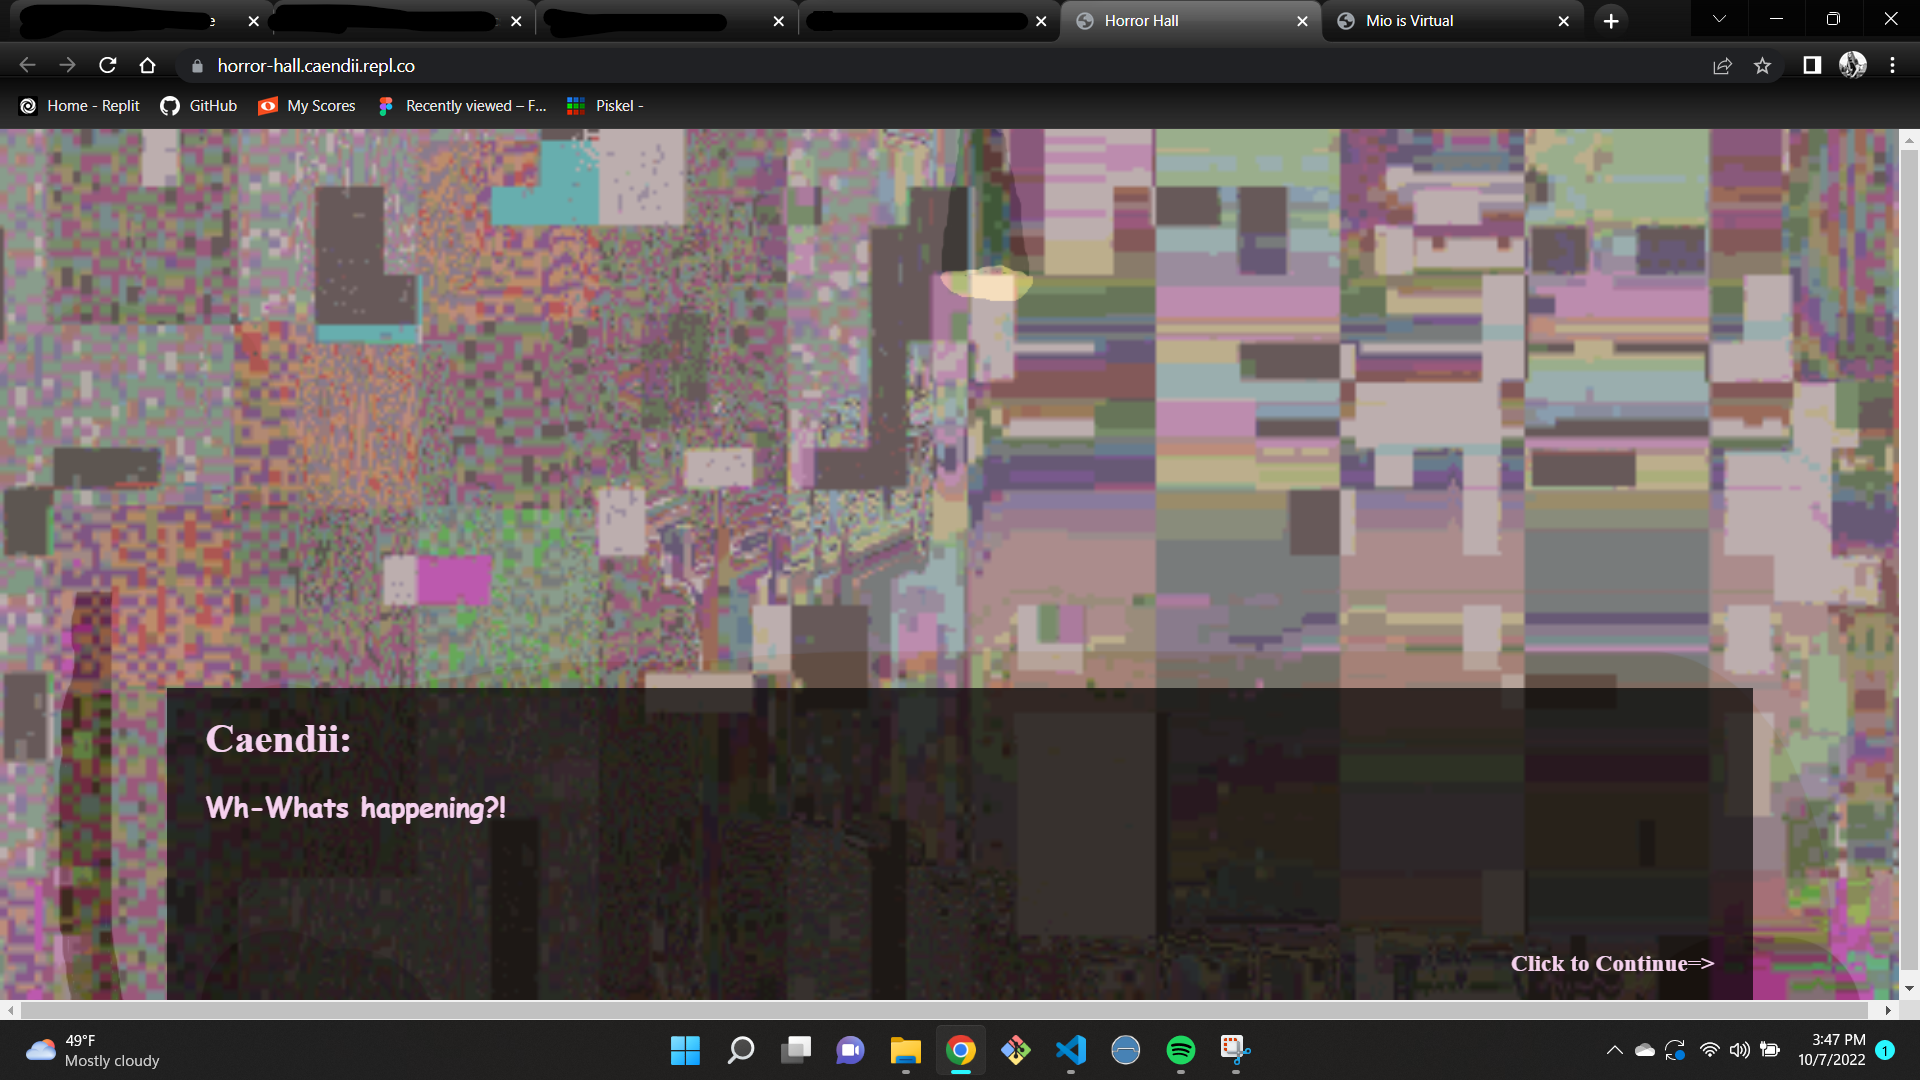 Horror Hall
Mio is Virtual
horror-hall.caendii.repl.co
Home - Replit
GitHub
My Scores
Recently viewed – F...
Piskel -
Caendii:
Wh-Whats happening?!
Click to Continue=>
49°F
Mostly cloudy
3:47 PM
10/7/2022
1